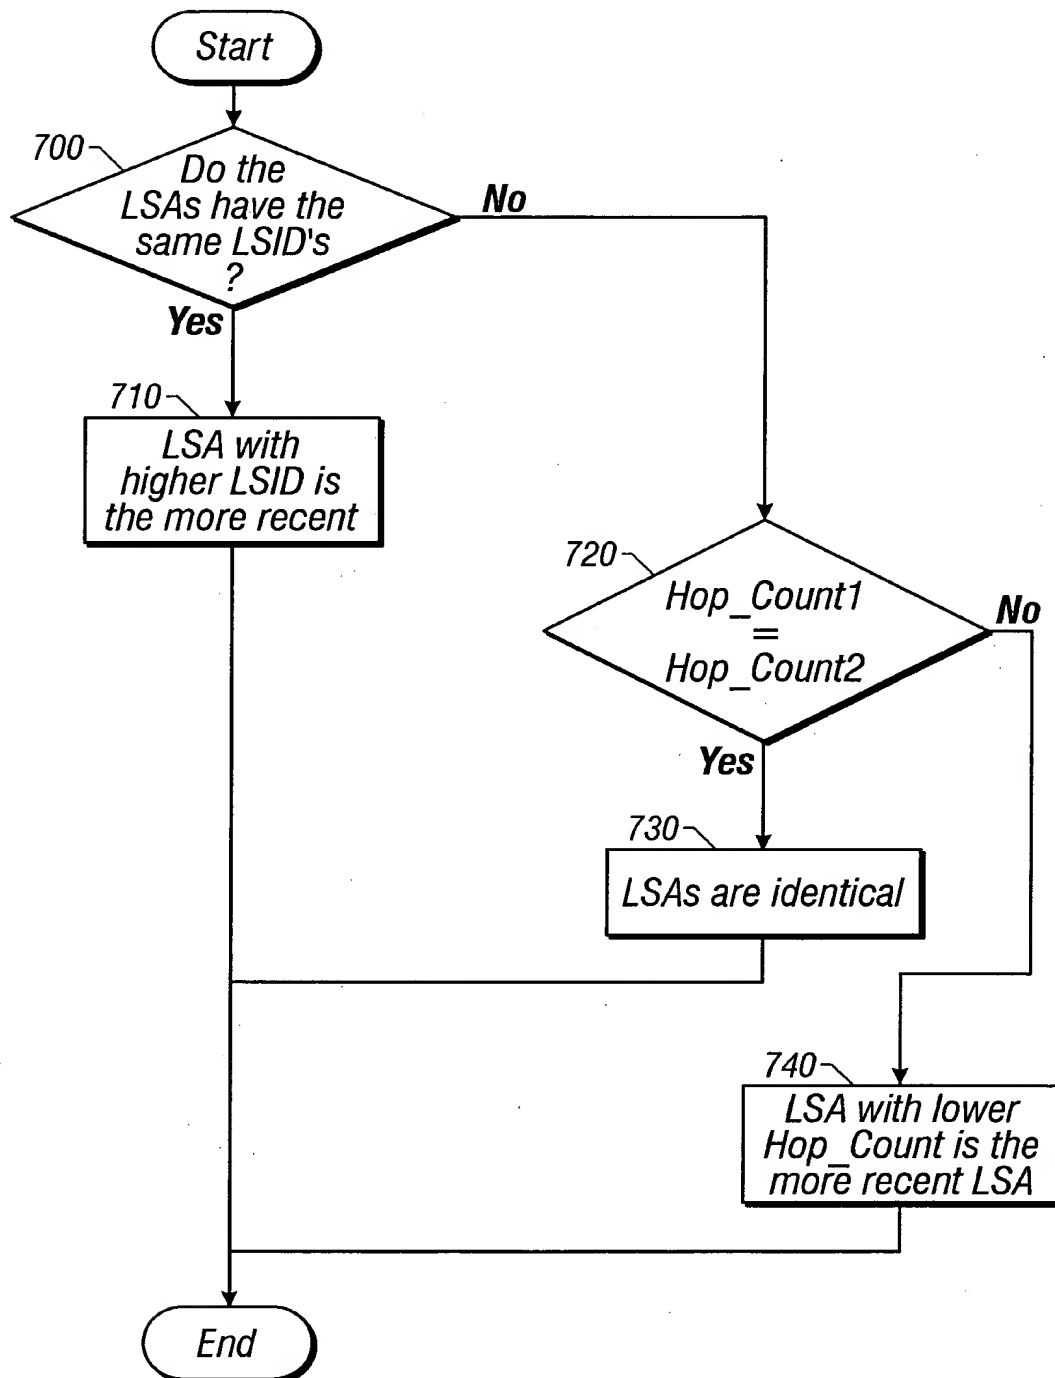 Start
700
Do the
LSAs have the
same LSID's
?
No
Yes
710
LSA with
higher LSID is
the more recent
720
Hop_Count1
=
Hop_Count2
No
Yes
730
LSAs are identical
740
LSA with lower
Hop_Count is the
more recent LSA
End